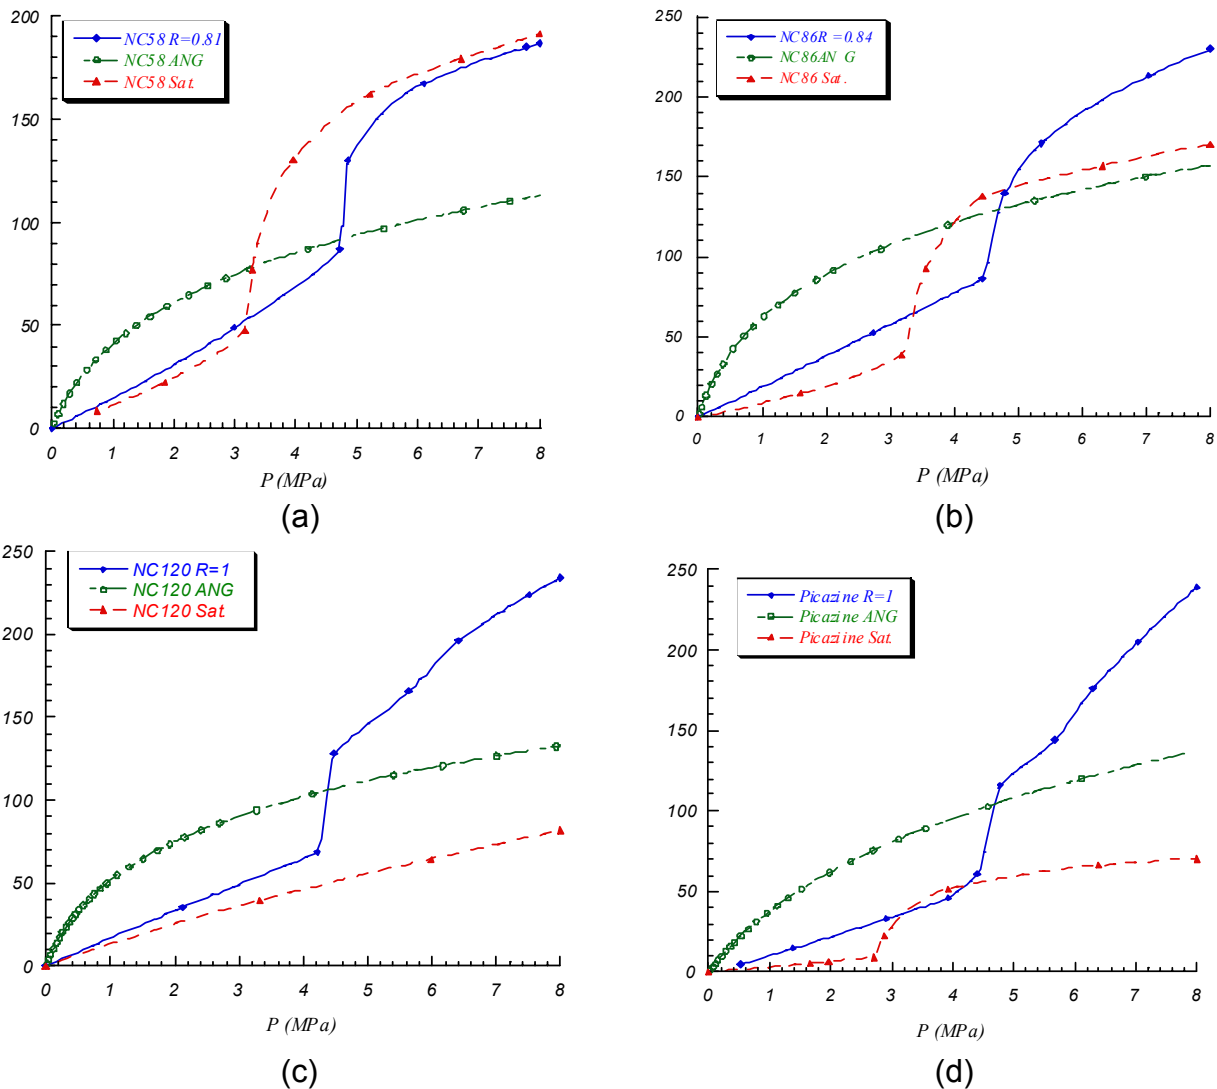 200
150
100
50
0
NC58 R=0.81
NC58 ANG
NC58 Sat.
0 1 2 3 4 5 6 7 8
P (MPa)
(a)
250
200
150
100
50
0
NC86R =0.84
NC86AN G
NC86 Sat.
0 1 2 3 4 5 6 7 8
P (MPa)
(b)
250
200
150
100
50
0
NC120 R=1
NC120 ANG
NC120 Sat.
0 1 2 3 4 5 6 7 8
P (MPa)
(c)
250
200
150
100
50
0
Picazine R=1
Picazine ANG
Picaziine Sat.
0 1 2 3 4 5 6 7 8
P (MPa)
(d)